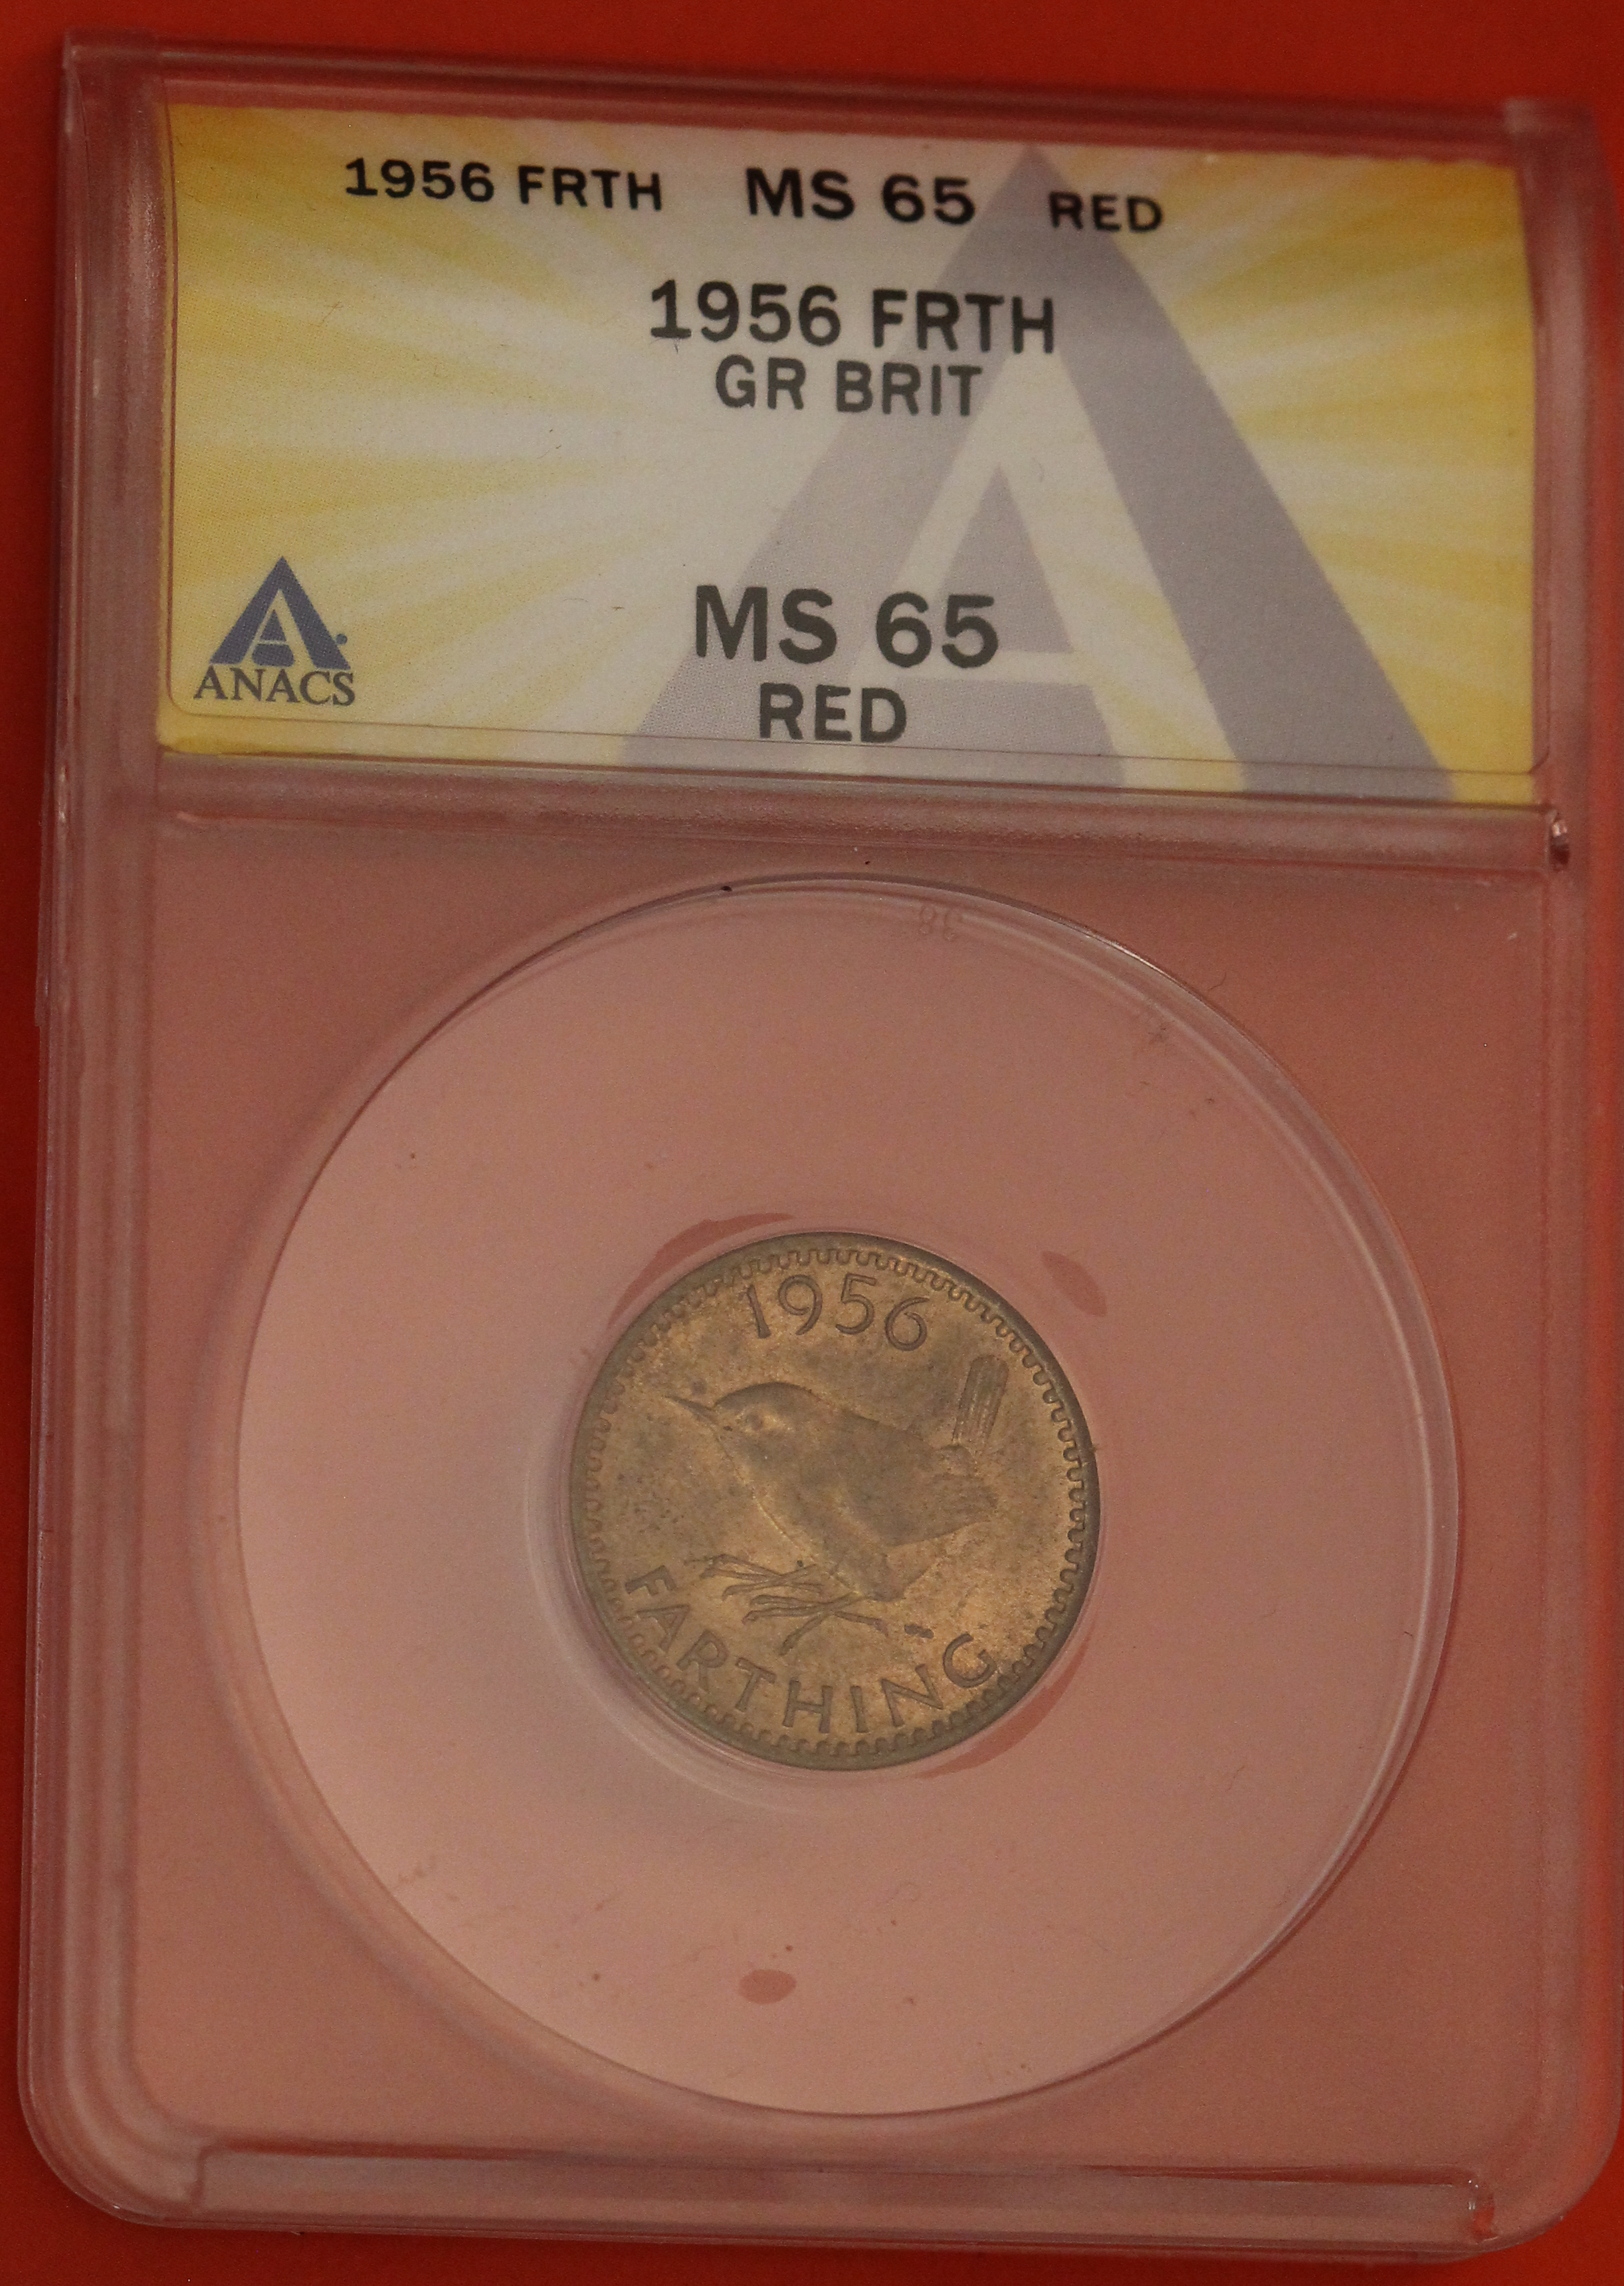 1956 FRTH MS 65 RED
1956 FRTH
GR BRIT
MS 65
RED
ANACS
1956
FARTHING